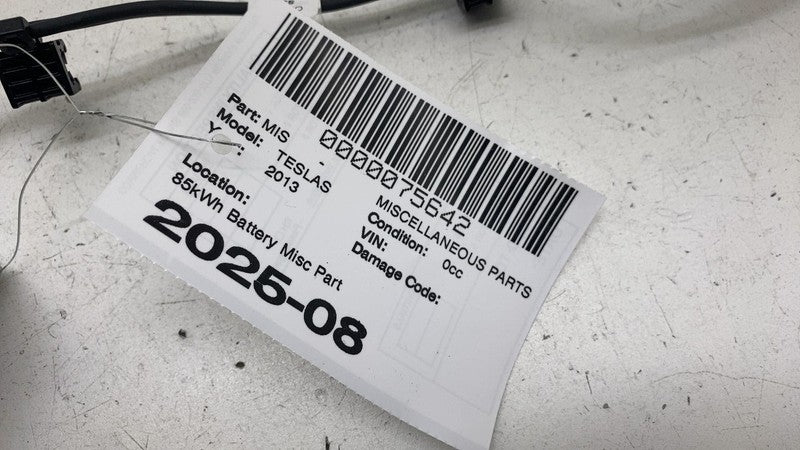 0000075642
Part: MIS - MISCELLANEOUS PARTS
Model: TESLAS Condition: 0cc
2013 VIN:
Location: Damage Code:
85kWh Battery Misc Part
2025-08